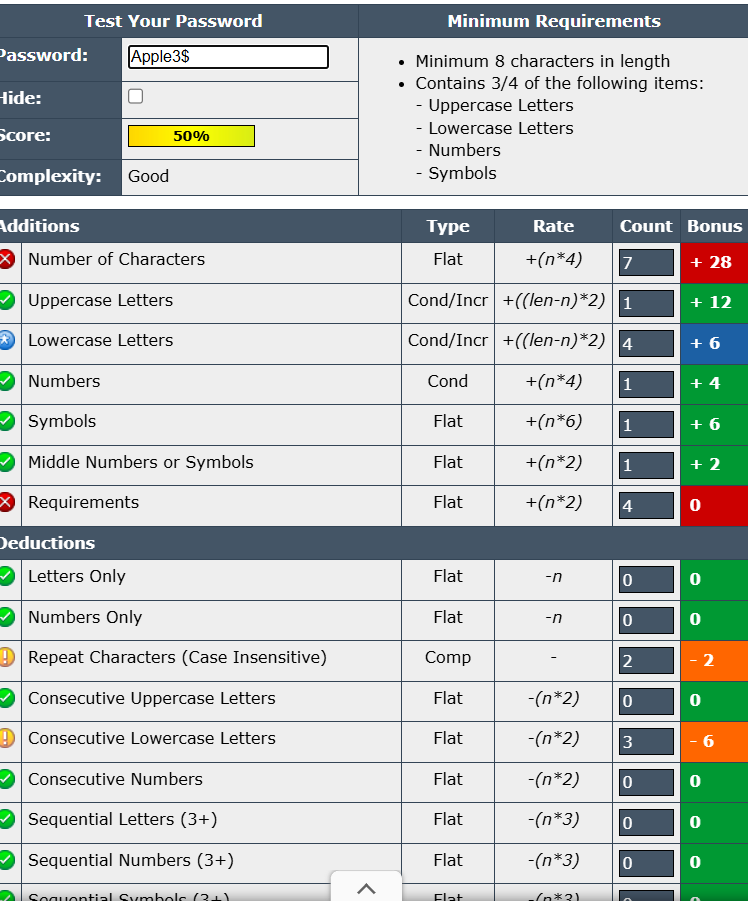 Test Your Password Minimum Requirements
Password: Apple3$
Hide:
Score: 50%
Complexity: Good
• Minimum 8 characters in length
• Contains 3/4 of the following items:
- Uppercase Letters
- Lowercase Letters
- Numbers
- Symbols
Additions Type Rate Count Bonus
Number of Characters Flat +(n*4) 7 + 28
Uppercase Letters Cond/Incr +((len-n)*2) 1 + 12
Lowercase Letters Cond/Incr +((len-n)*2) 4 + 6
Numbers Cond +(n*4) 1 + 4
Symbols Flat +(n*6) 1 + 6
Middle Numbers or Symbols Flat +(n*2) 1 + 2
Requirements Flat +(n*2) 4 0
Deductions
Letters Only Flat -n 0 0
Numbers Only Flat -n 0 0
Repeat Characters (Case Insensitive) Comp - 2 - 2
Consecutive Uppercase Letters Flat -(n*2) 0 0
Consecutive Lowercase Letters Flat -(n*2) 3 - 6
Consecutive Numbers Flat -(n*2) 0 0
Sequential Letters (3+) Flat -(n*3) 0 0
Sequential Numbers (3+) Flat -(n*3) 0 0
Sequential Symbols (3+) Flat -(n*3) 0 0